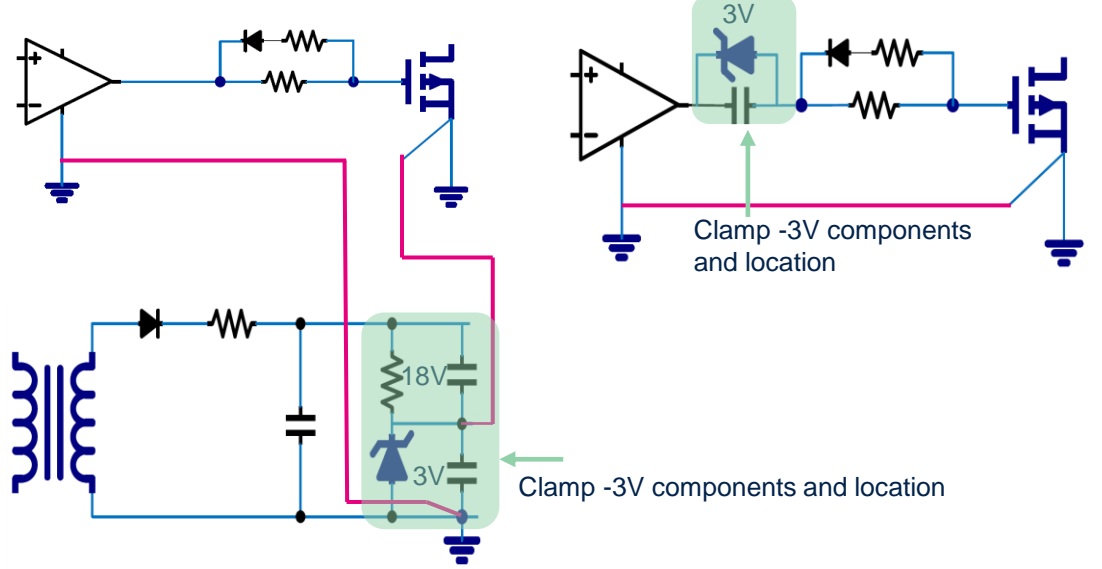 3V
Clamp -3V components
and location
18V
3V
Clamp -3V components and location